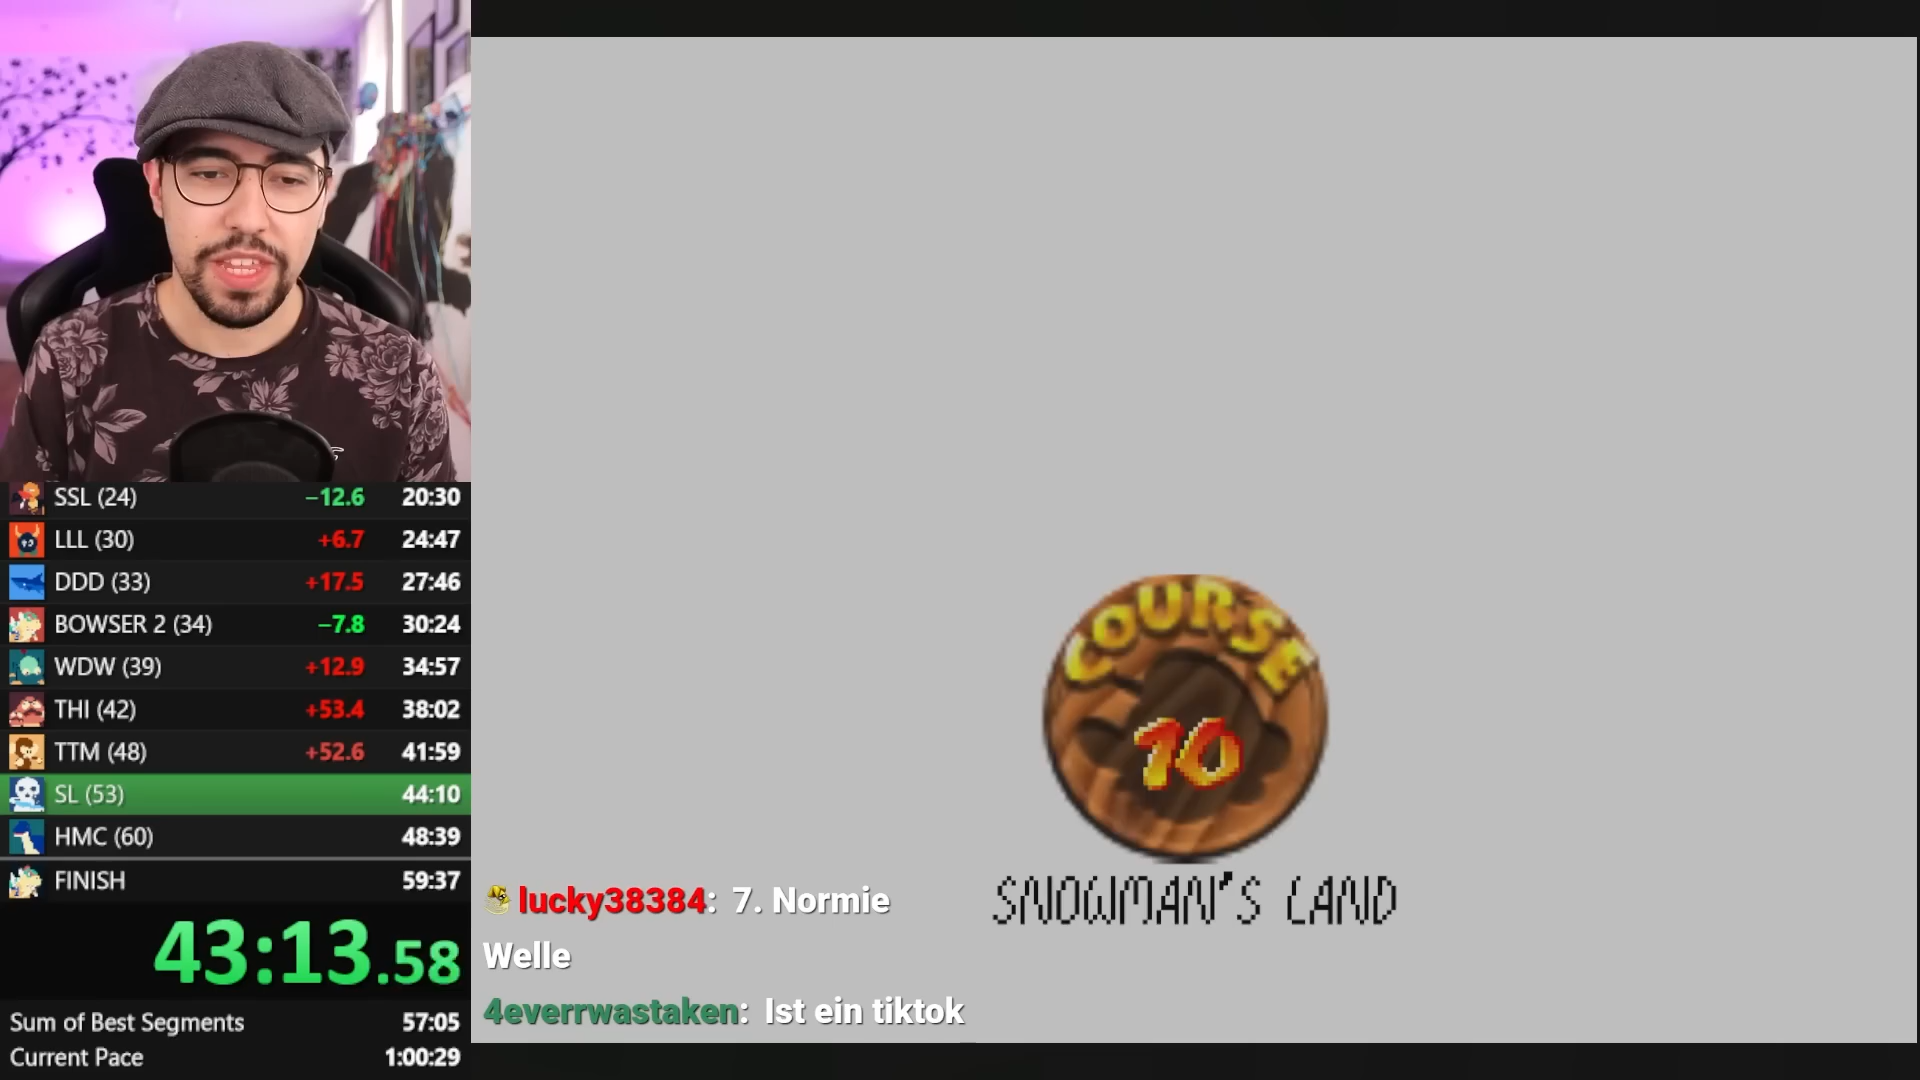 SSL (24) −12.6 20:30
LLL (30) +6.7 24:47
DDD (33) +17.5 27:46
BOWSER 2 (34) −7.8 30:24
WDW (39) +12.9 34:57
THI (42) +53.4 38:02
TTM (48) +52.6 41:59
SL (53) 44:10
HMC (60) 48:39
FINISH 59:37
43:13.58
Sum of Best Segments 57:05
Current Pace 1:00:29
COURSE
10
SNOWMAN'S LAND
lucky38384: 7. Normie
Welle
4everrwastaken: Ist ein tiktok